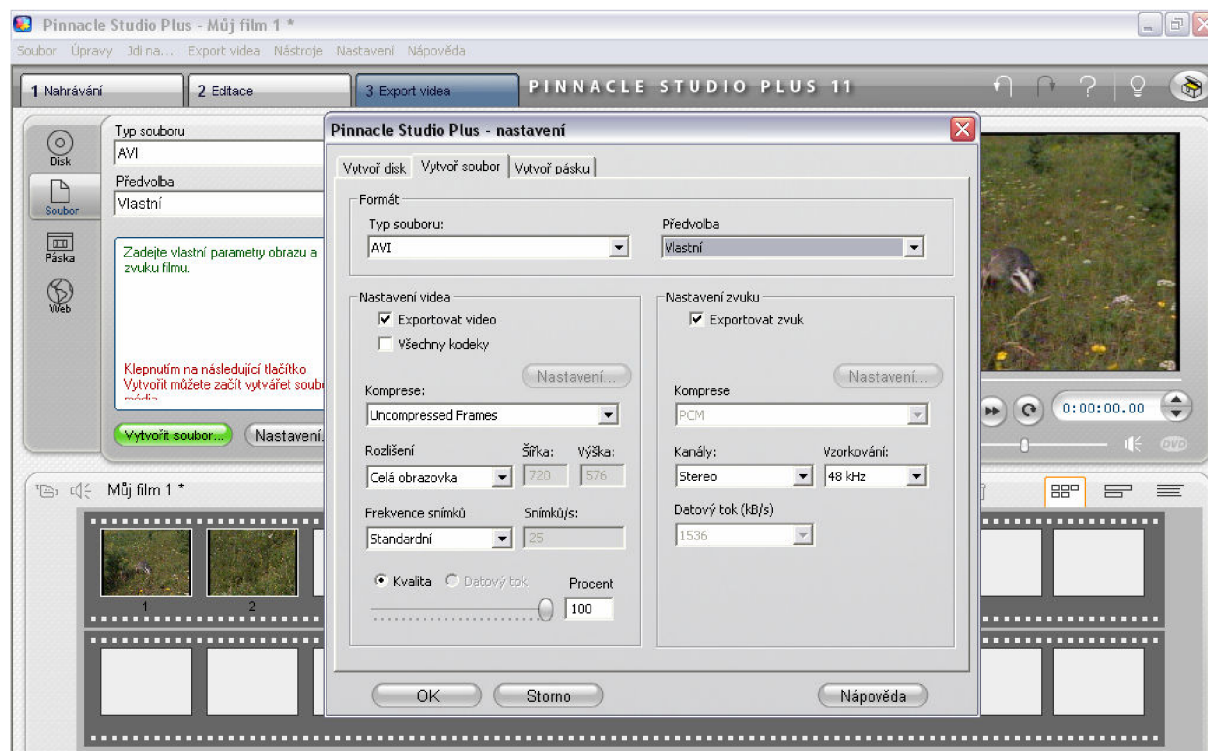 Pinnacle Studio Plus - Můj film 1 *
Soubor Úpravy Jdi na... Export videa Nástroje Nastavení Nápověda
1 Nahrávání
2 Editace
3 Export videa
PINNACLE STUDIO PLUS 11
Disk
Soubor
Páska
Web
Typ souboru
AVI
Předvolba
Vlastní
Zadejte vlastní parametry obrazu a
zvuku filmu.
Klepnutím na následující tlačítko
Vytvořit můžete začít vytvářet soubo
média
Vytvořit soubor...
Nastavení.
Pinnacle Studio Plus - nastavení
Vytvoř disk
Vytvoř soubor
Vytvoř pásku
Formát
Typ souboru:
AVI
Předvolba
Vlastní
Nastavení videa
Exportovat video
Všechny kodeky
Nastavení...
Komprese:
Uncompressed Frames
Rozlišení
Šířka:
Výška:
Celá obrazovka
720
576
Frekvence snímků
Snímků/s:
Standardní
25
Kvalita
Datový tok
Procent
100
Nastavení zvuku
Exportovat zvuk
Nastavení...
Komprese
PCM
Kanály:
Vzorkování:
Stereo
48 kHz
Datový tok (kB/s)
1536
OK
Storno
Nápověda
0:00:00.00
DVD
Můj film 1 *
1
2